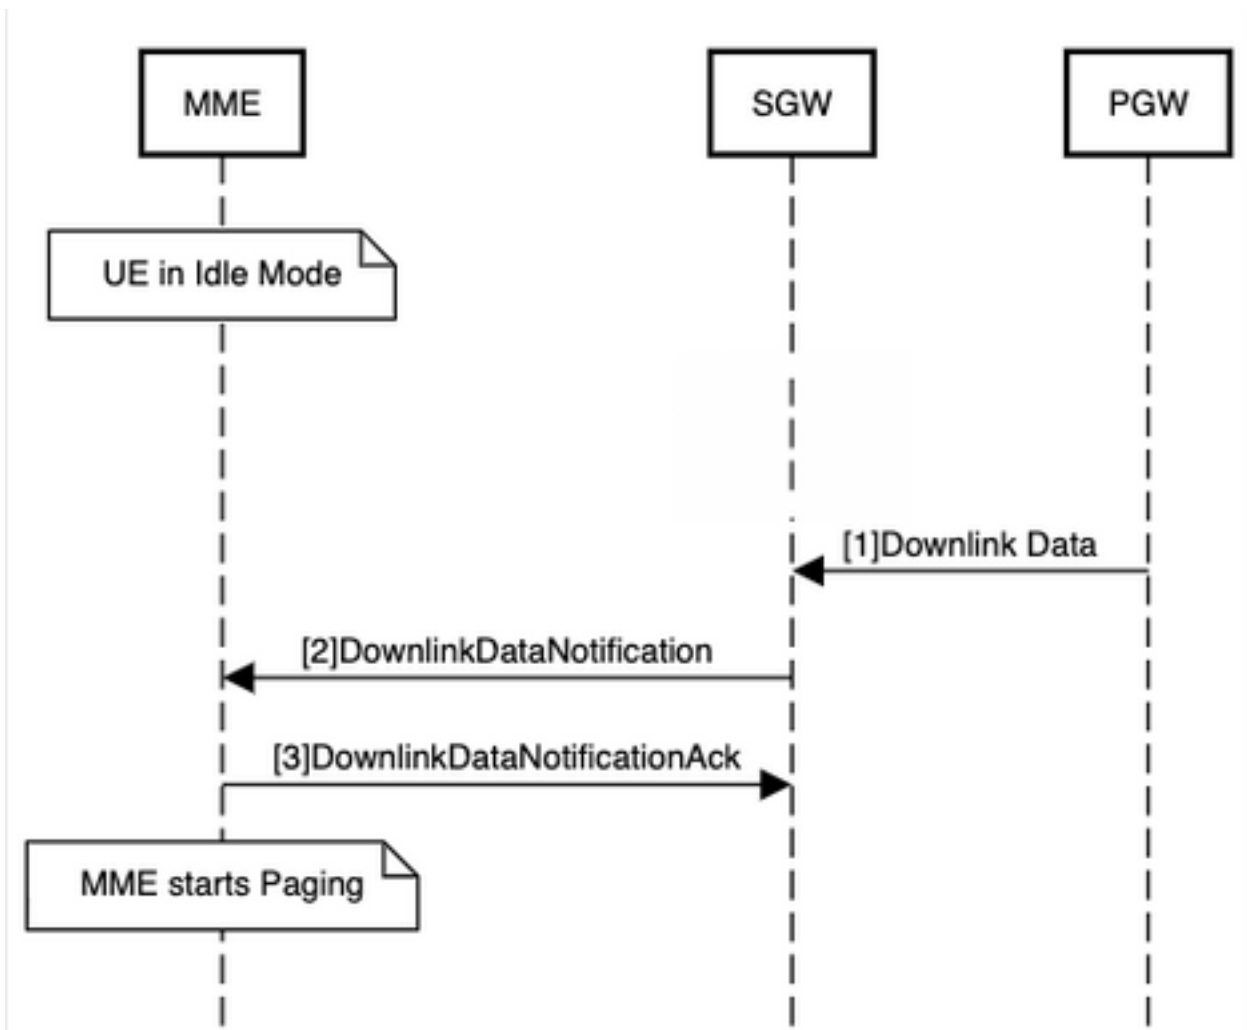 MME
SGW
PGW
UE in Idle Mode
[1]Downlink Data
[2]DownlinkDataNotification
[3]DownlinkDataNotificationAck
MME starts Paging